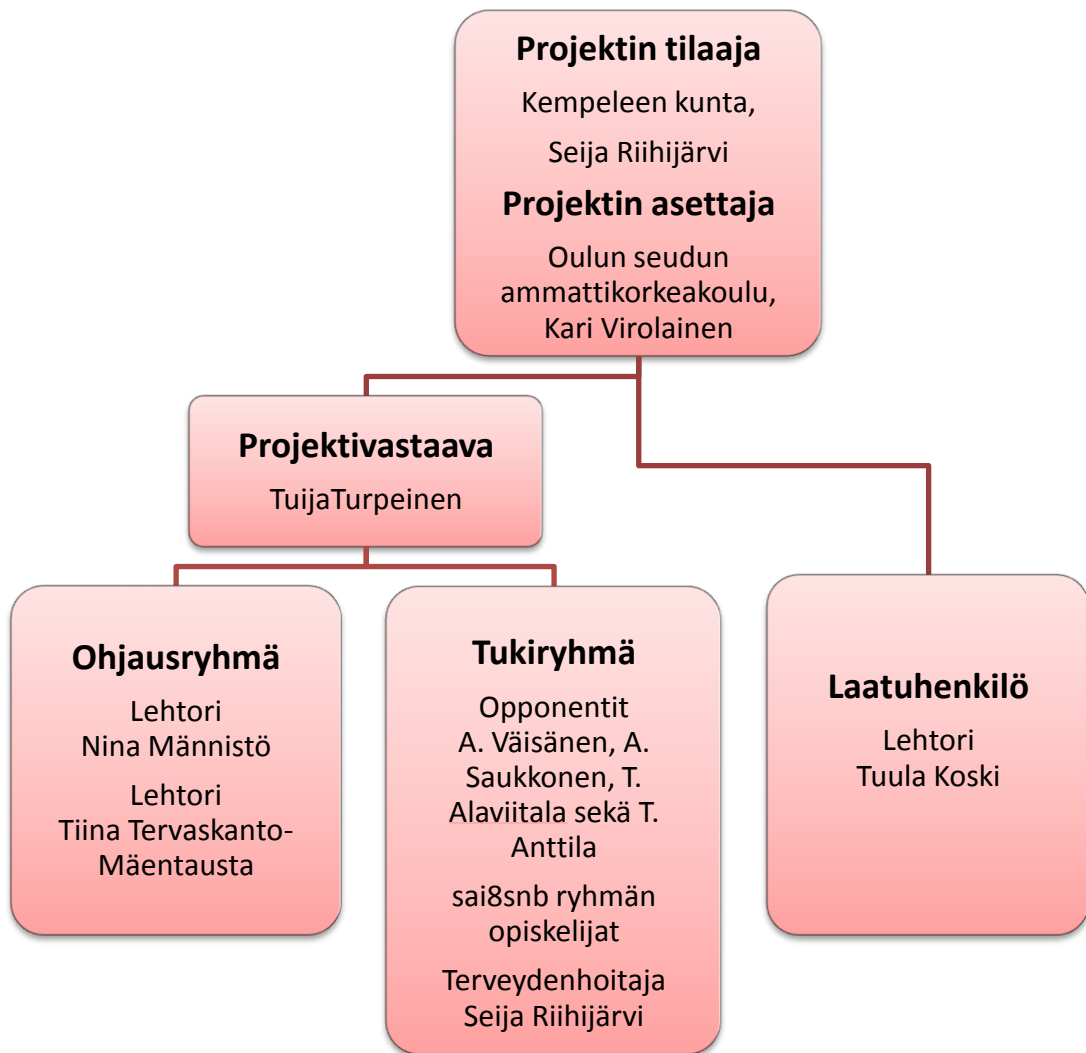 Projektin tilaaja
Kempeleen kunta,
Seija Riihijärvi
Projektin asettaja
Oulun seudun
ammattikorkeakoulu,
Kari Virolainen
Projektivastaava
TuijaTurpeinen
Ohjausryhmä
Lehtori
Nina Männistö
Lehtori
Tiina Tervaskanto-
Mäentausta
Tukiryhmä
Opponentit
A. Väisänen, A.
Saukkonen, T.
Alaviitala sekä T.
Anttila
sai8snb ryhmän
opiskelijat
Terveydenhoitaja
Seija Riihijärvi
Laatuhenkilö
Lehtori
Tuula Koski